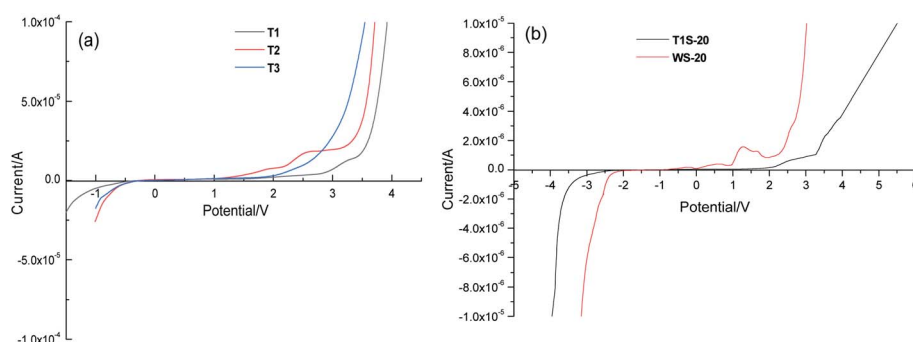 (a)
T1
T2
T3
1.0x10⁻⁴
5.0x10⁻⁵
0.0
-5.0x10⁻⁵
-1.0x10⁻⁴
Current/A
-1 0 1 2 3 4
Potential/V
(b)
T1S-20
WS-20
1.0x10⁻⁵
8.0x10⁻⁶
6.0x10⁻⁶
4.0x10⁻⁶
2.0x10⁻⁶
0.0
-2.0x10⁻⁶
-4.0x10⁻⁶
-6.0x10⁻⁶
-8.0x10⁻⁶
-1.0x10⁻⁵
Current/A
-5 -4 -3 -2 -1 0 1 2 3 4 5
Potential/V